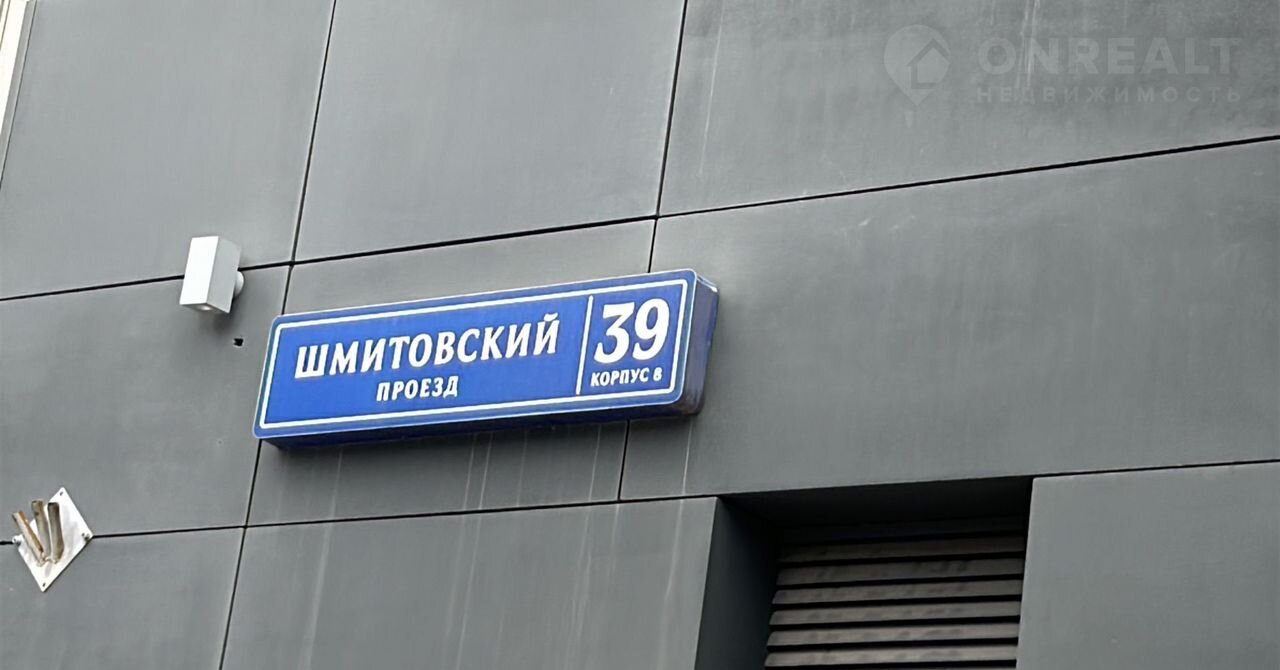 ONREALT
НЕДВИЖИМОСТЬ
ШМИТОВСКИЙ
ПРОЕЗД
39
КОРПУС 8